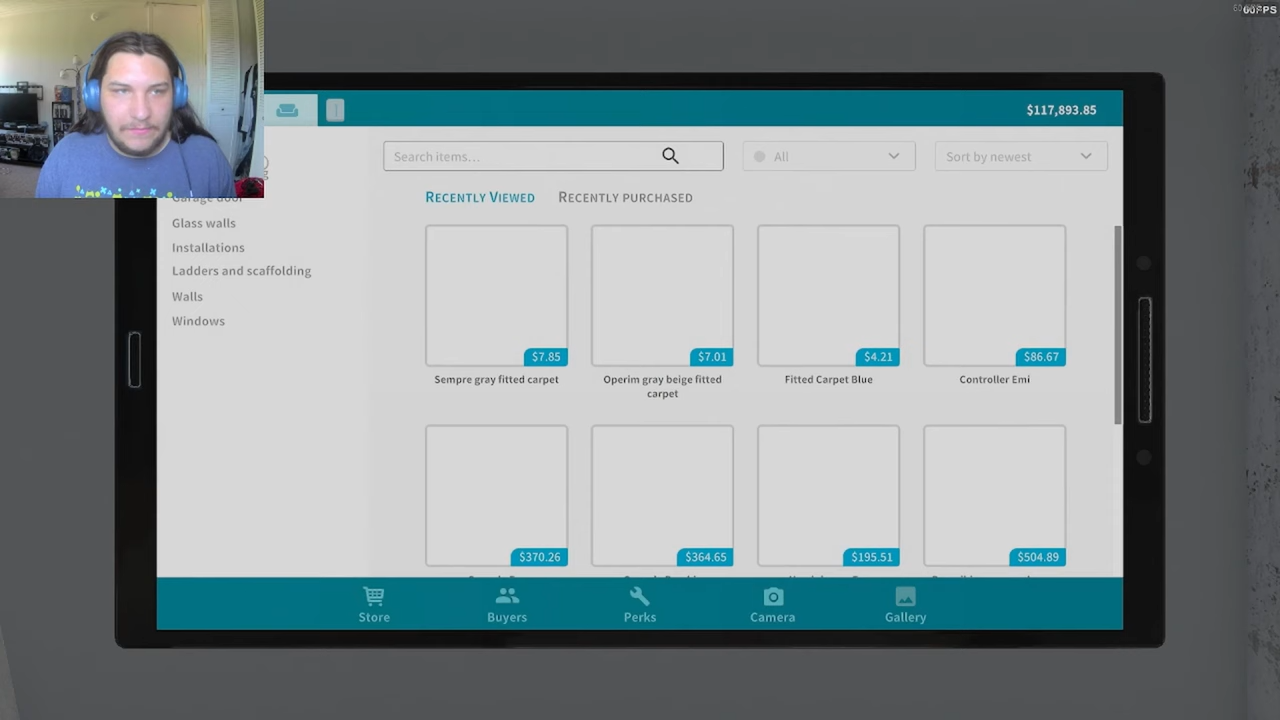 60FPS
$117,893.85
Search items...
All
Sort by newest
RECENTLY VIEWED
RECENTLY PURCHASED
Glass walls
Installations
Ladders and scaffolding
Walls
Windows
$7.85
$7.01
$4.21
$86.67
Sempre gray fitted carpet
Operim gray beige fitted
carpet
Fitted Carpet Blue
Controller Emi
$370.26
$364.65
$195.51
$504.89
Store
Buyers
Perks
Camera
Gallery